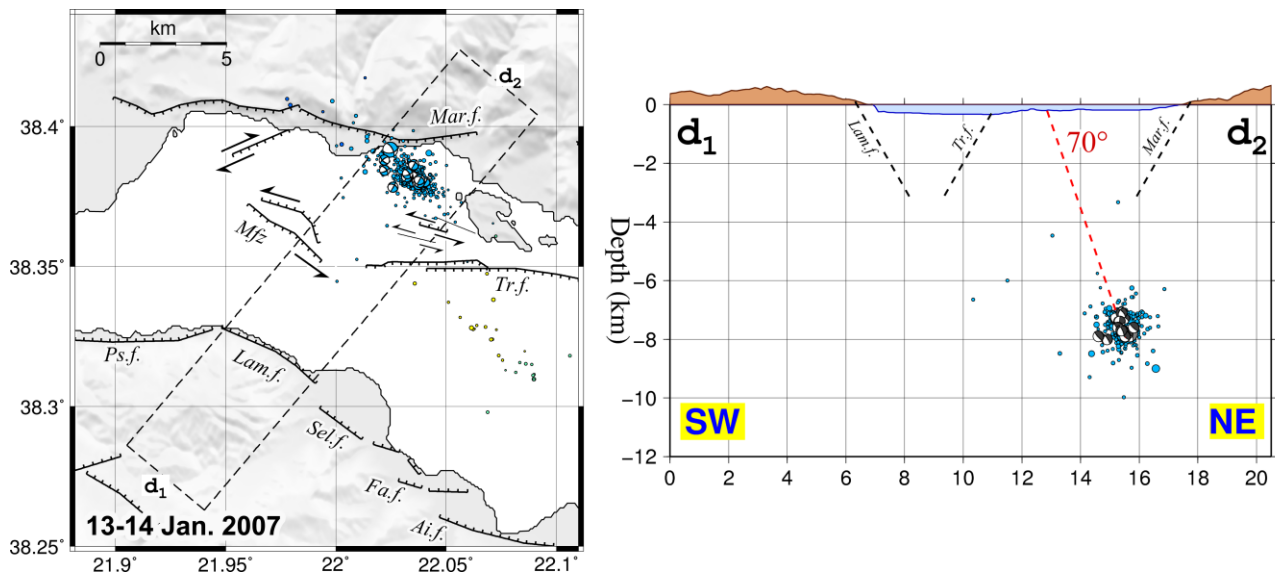 km
0 5
d₂
38.4˚
Mar.f.
Mfz
38.35˚
Tr.f.
Ps.f.
Lam.f.
38.3˚
Sel.f.
d₁
Fa.f.
13-14 Jan. 2007
Ai.f.
38.25˚
21.9˚ 21.95˚ 22˚ 22.05˚ 22.1˚
0
d₁ Lam.f. Tr.f. 70° Mar.f. d₂
−2
−4
Depth (km)
−6
−8
−10
SW NE
−12
0 2 4 6 8 10 12 14 16 18 20